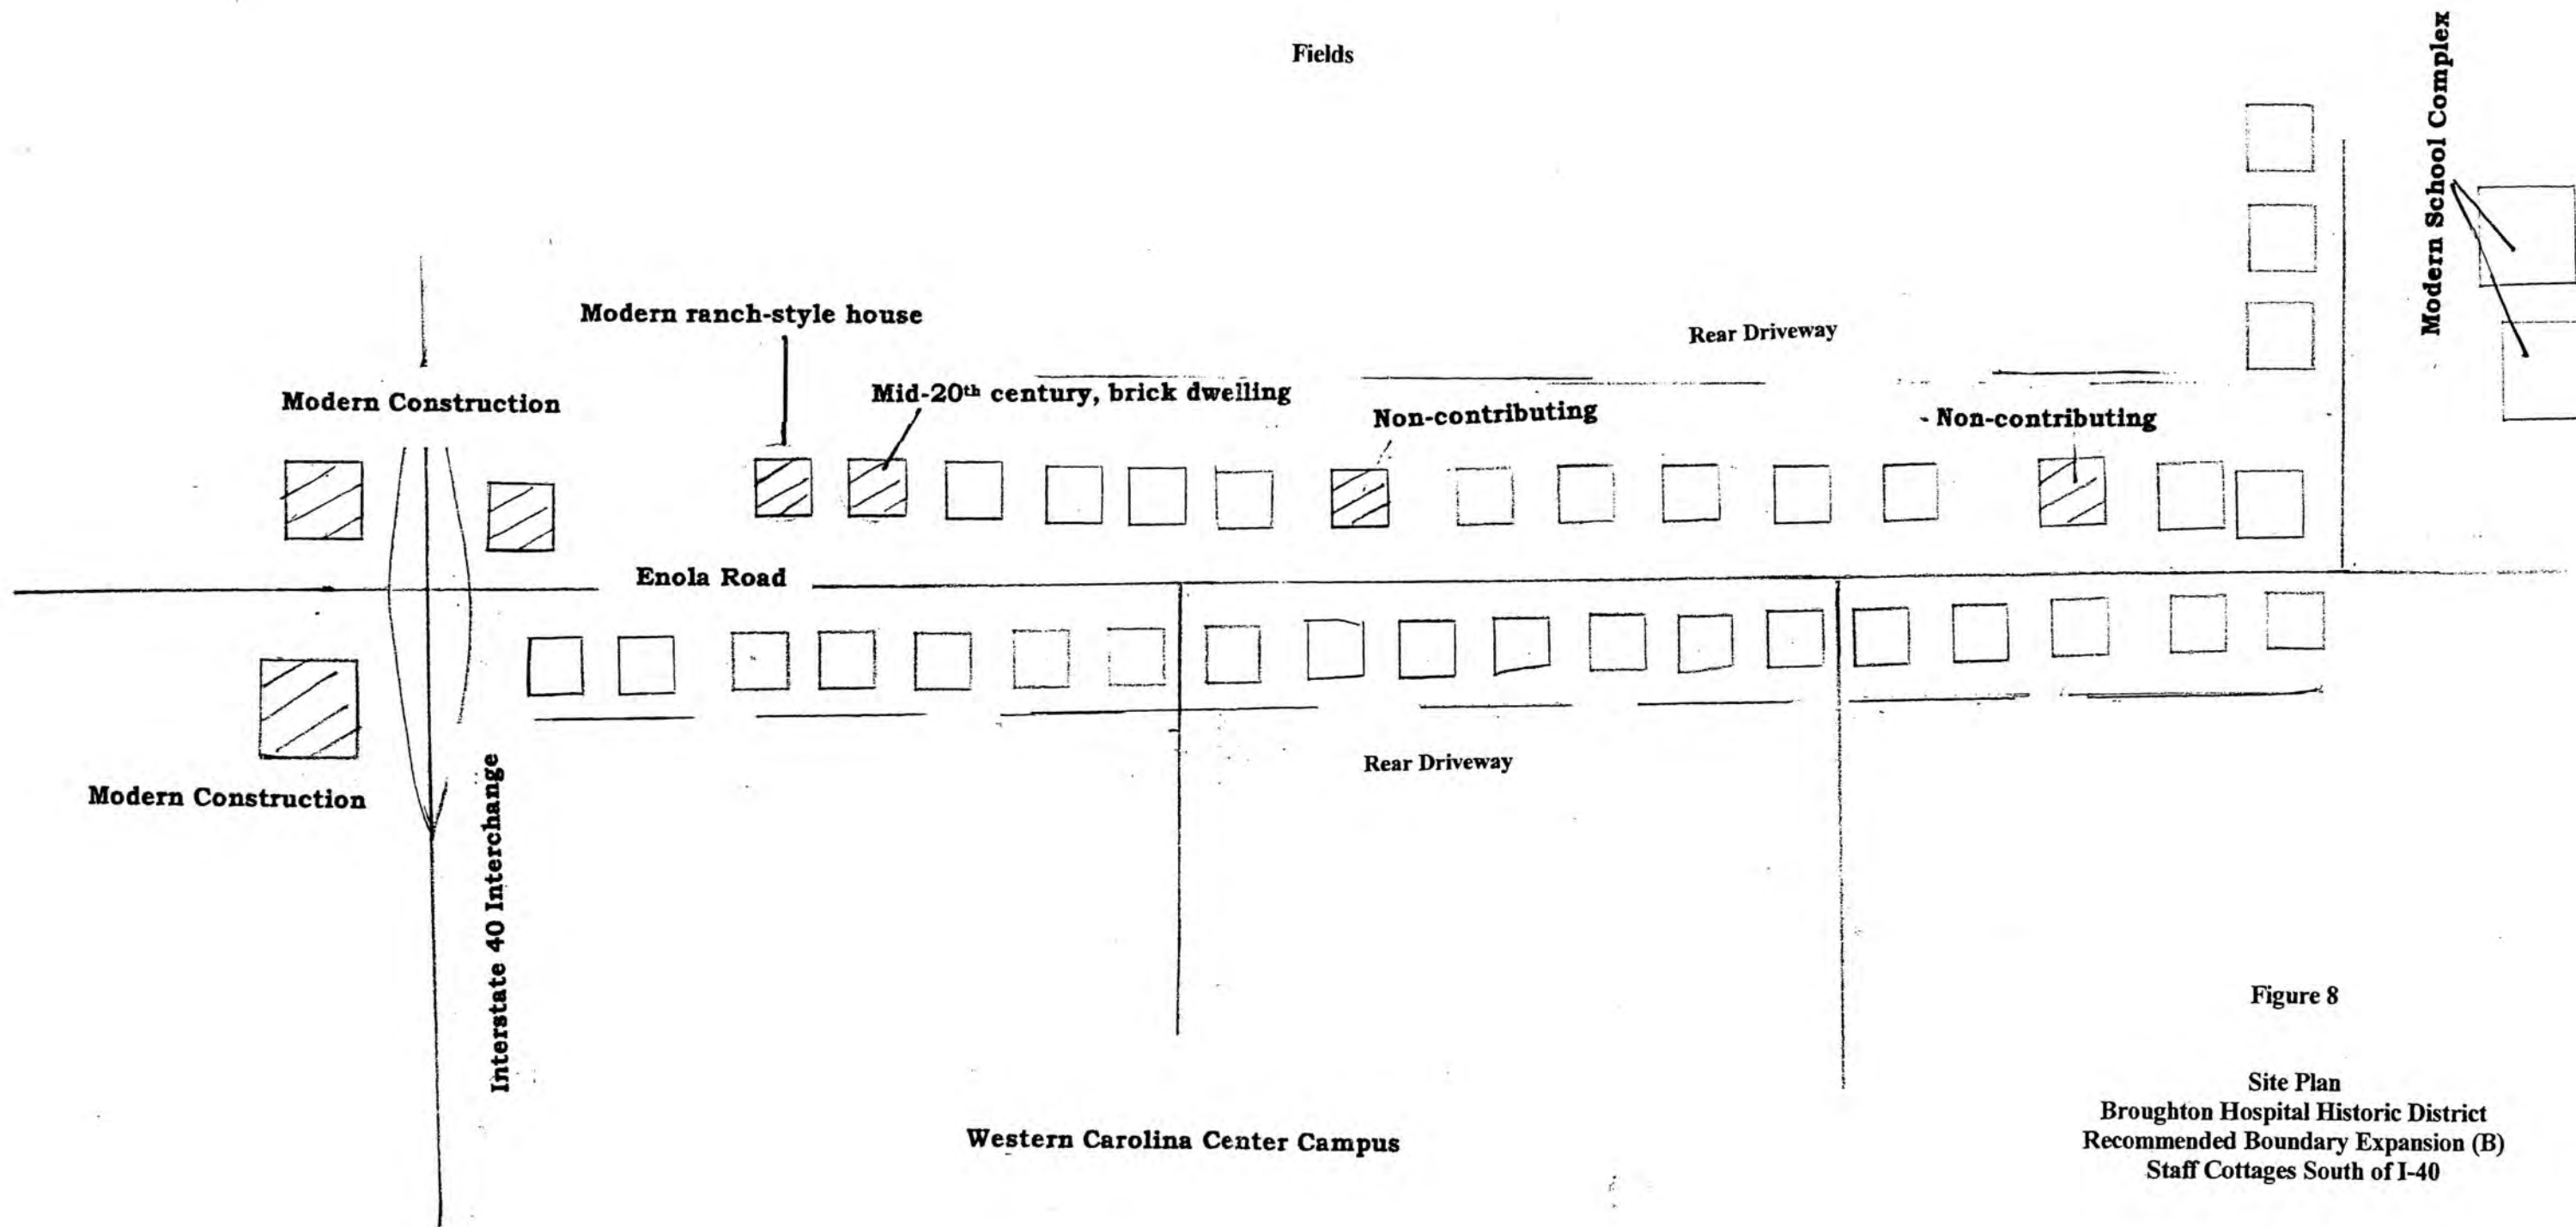 Fields
Modern School Complex
Modern ranch-style house
Rear Driveway
Modern Construction
Mid-20th century, brick dwelling
Non-contributing
Non-contributing
Enola Road
Rear Driveway
Modern Construction
Interstate 40 Interchange
Western Carolina Center Campus
Figure 8
Site Plan
Broughton Hospital Historic District
Recommended Boundary Expansion (B)
Staff Cottages South of I-40